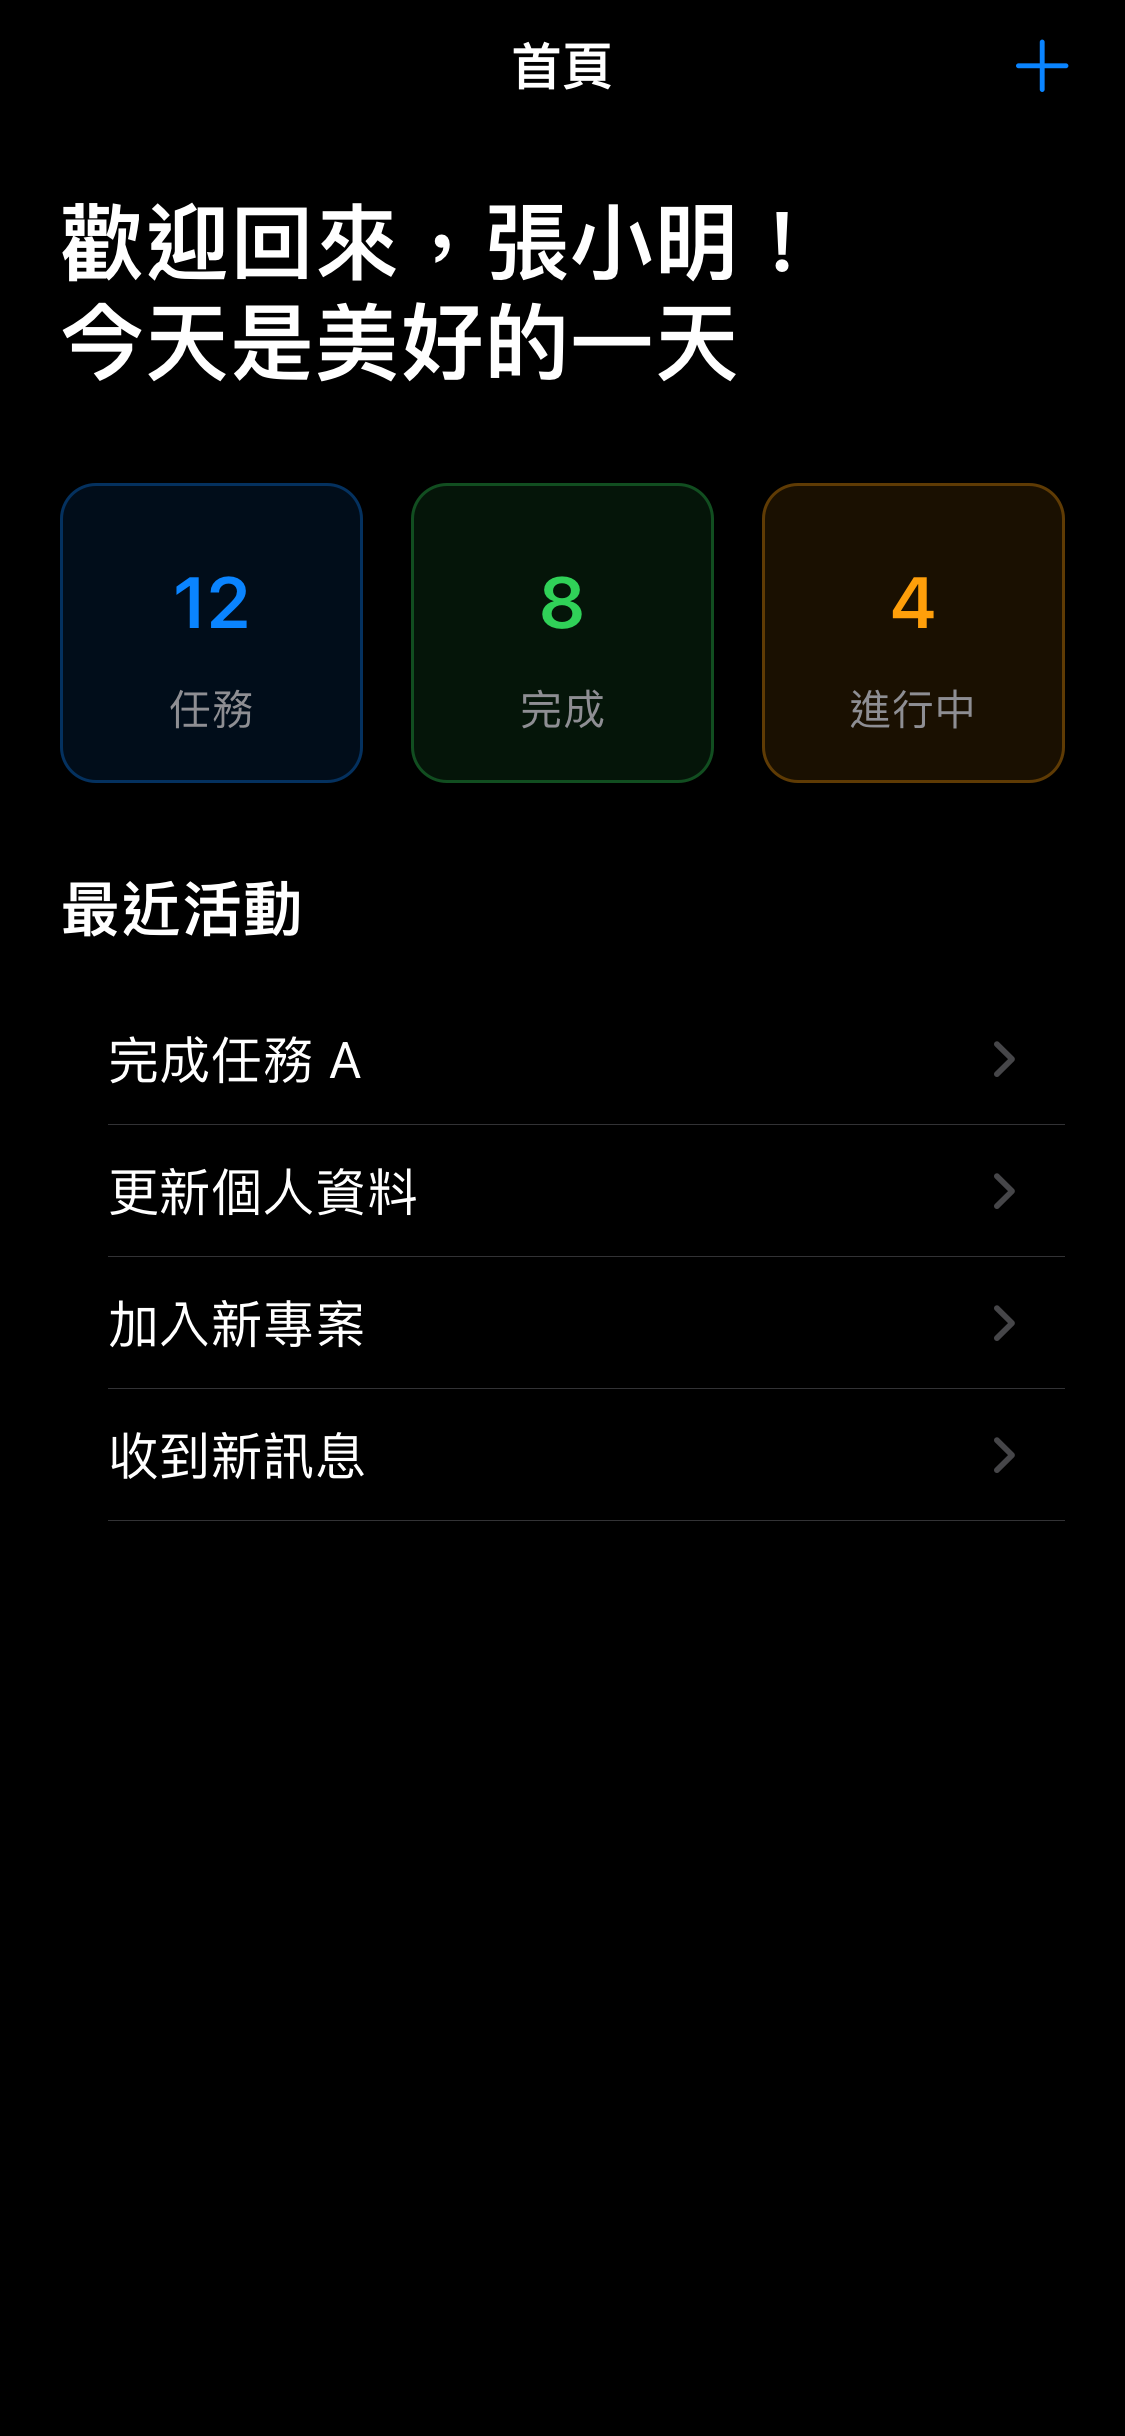 首頁
歡迎回來，張小明！
今天是美好的一天
12
8
4
任務
完成
進行中
最近活動
完成任務 A
更新個人資料
加入新專案
收到新訊息